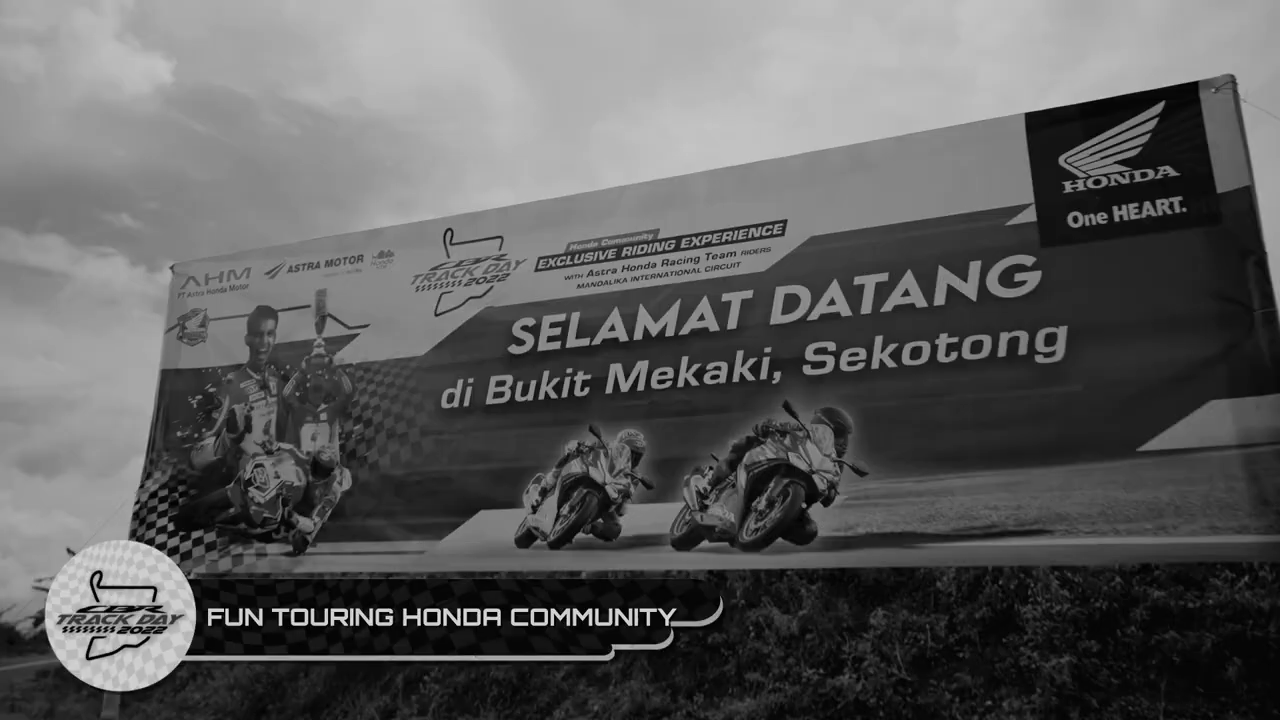 HONDA
One HEART.
AHM
PT Astra Honda Motor
ASTRA MOTOR
CBR
TRACK DAY
2022
Honda Community
EXCLUSIVE RIDING EXPERIENCE
WITH Astra Honda Racing Team RIDERS
MANDALIKA INTERNATIONAL CIRCUIT
SELAMAT DATANG
di Bukit Mekaki, Sekotong
CBR
TRACK DAY
2022
FUN TOURING HONDA COMMUNITY